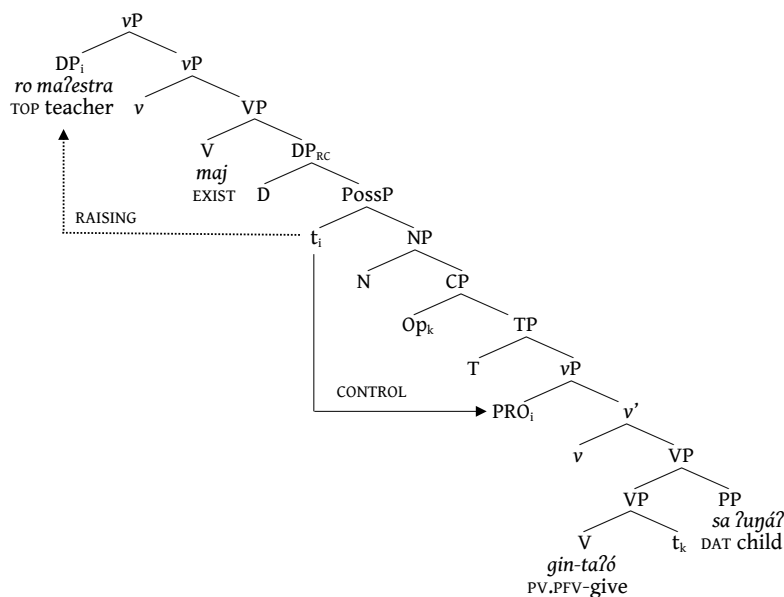 vP
DPi vP
ro maʔestra
TOP teacher v VP
V DPRC
maj
EXIST D PossP
RAISING
ti NP
N CP
Opk TP
T vP
CONTROL
PROi v'
v VP
VP PP
sa ʔuŋáʔ
V tk DAT child
gin-taʔó
PV.PFV-give